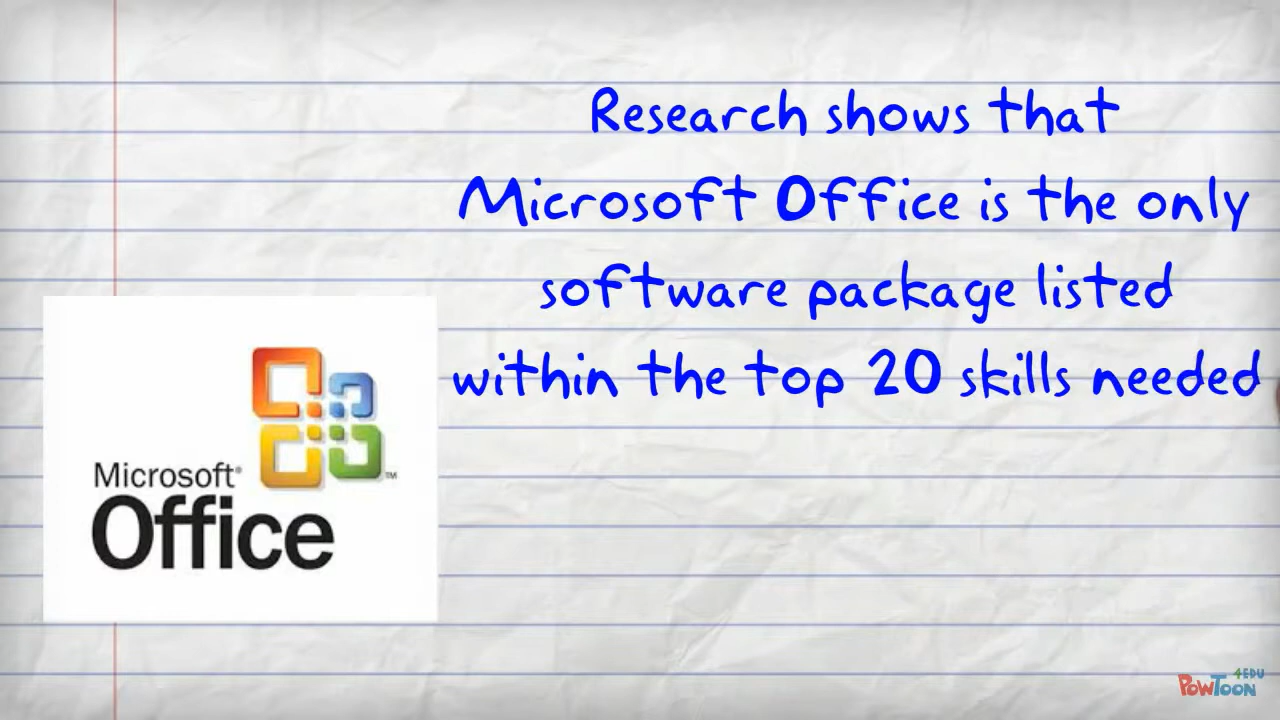 Research shows that
Microsoft Office is the only
software package listed
within the top 20 skills needed
Microsoft®
Office™
4EDU
POWTOON